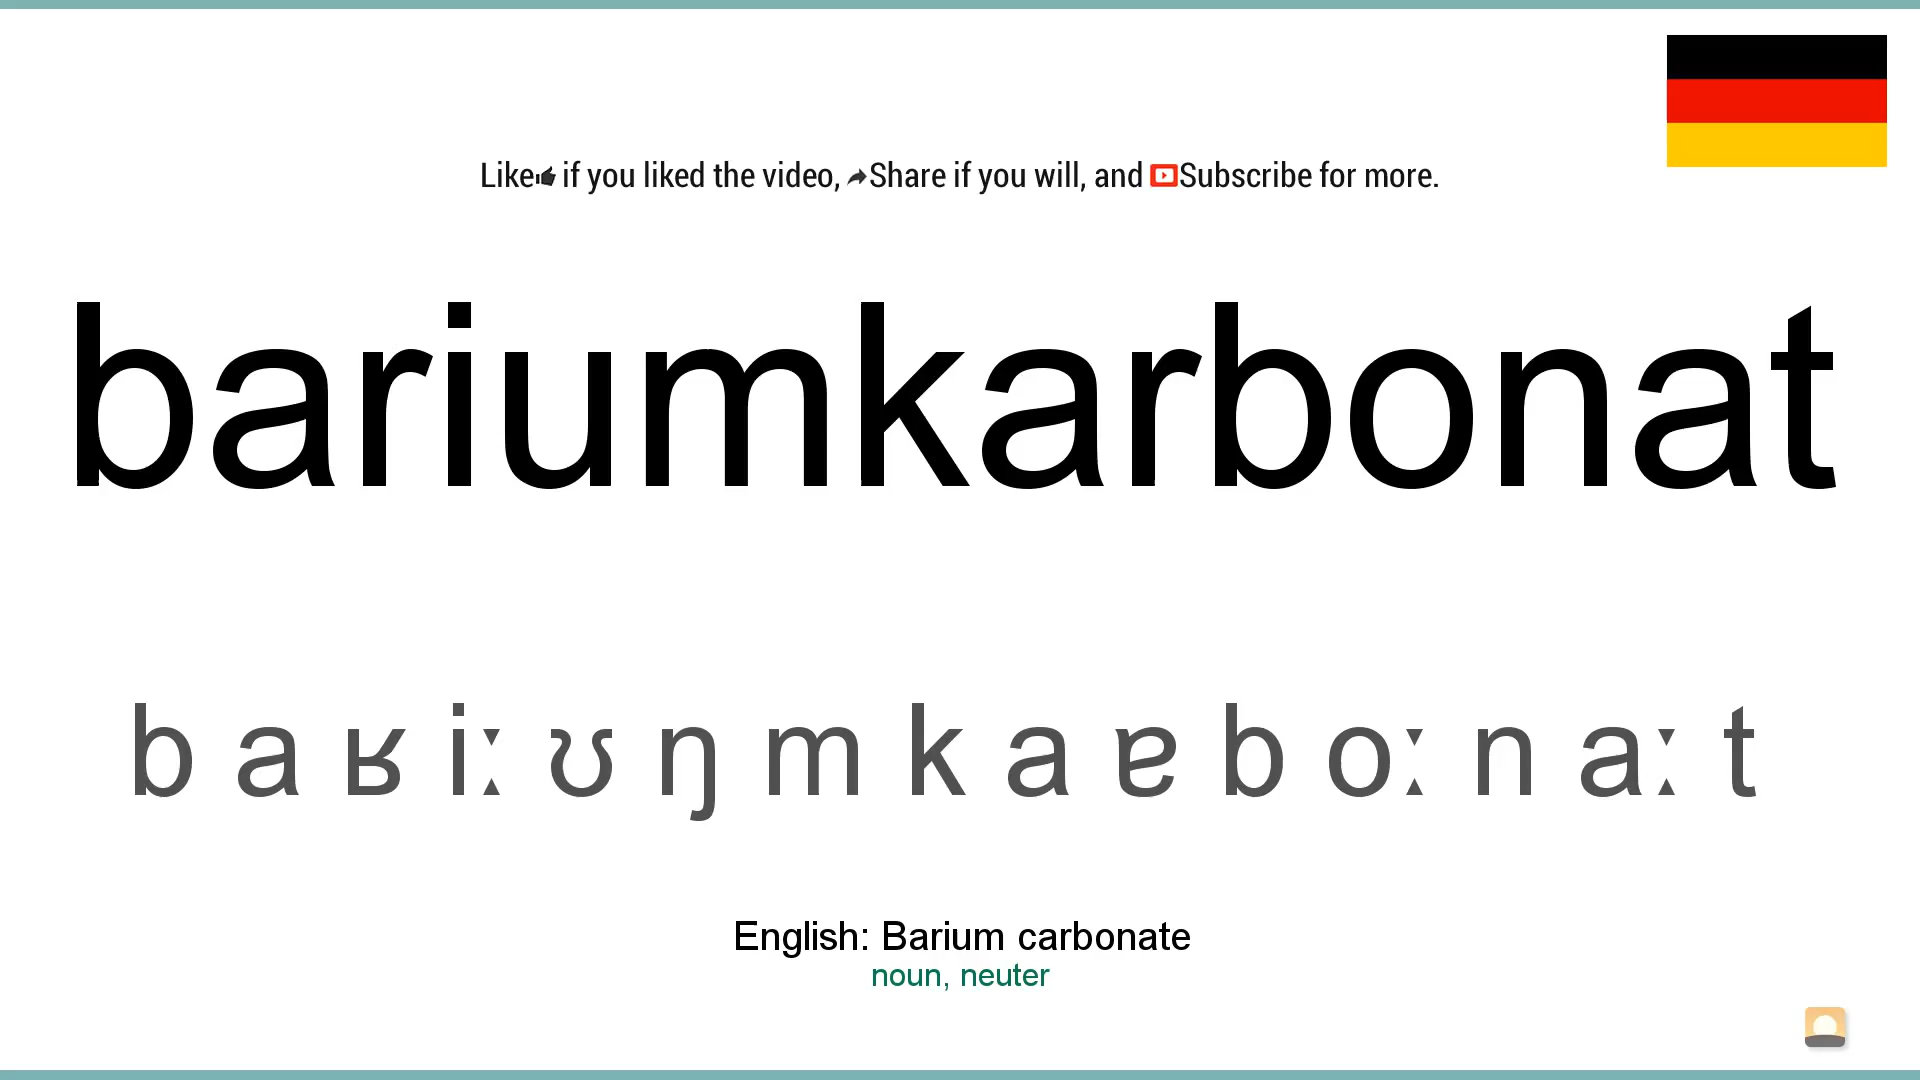 Like if you liked the video, Share if you will, and Subscribe for more.
bariumkarbonat
b a ʁ iː ʊ ŋ m k a ɐ b oː n aː t
English: Barium carbonate
noun, neuter